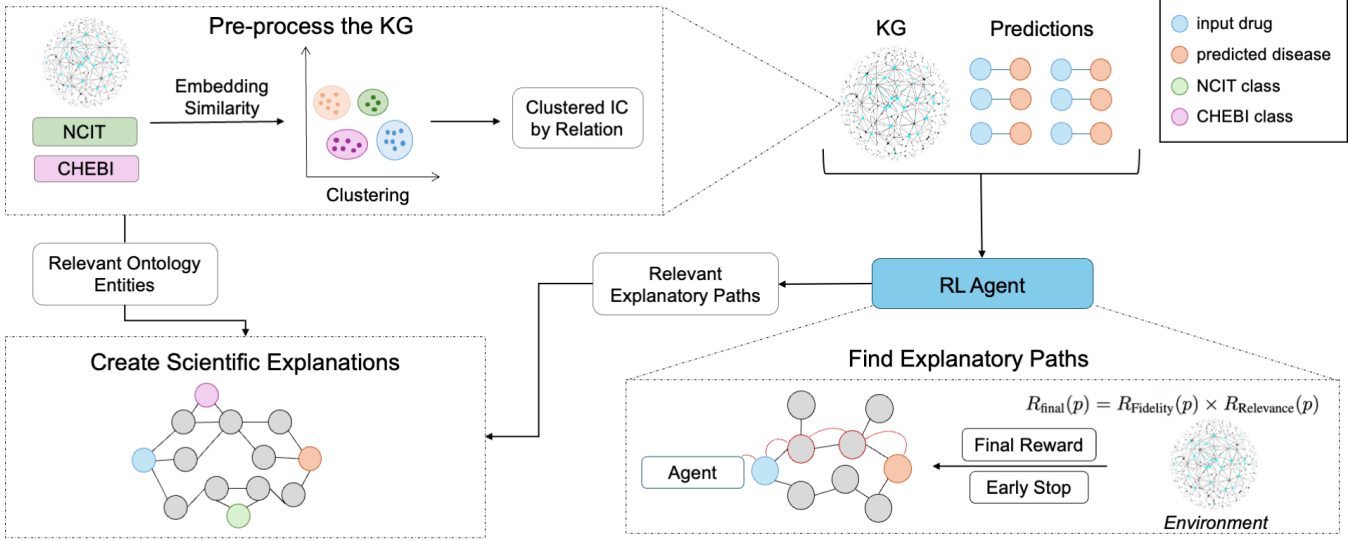 Pre-process the KG
NCIT
CHEBI
Embedding
Similarity
Clustering
Clustered IC
by Relation
KG
Predictions
input drug
predicted disease
NCIT class
CHEBI class
Relevant Ontology
Entities
Relevant
Explanatory Paths
RL Agent
Create Scientific Explanations
Find Explanatory Paths
R_final(p) = R_Fidelity(p) × R_Relevance(p)
Agent
Final Reward
Early Stop
Environment